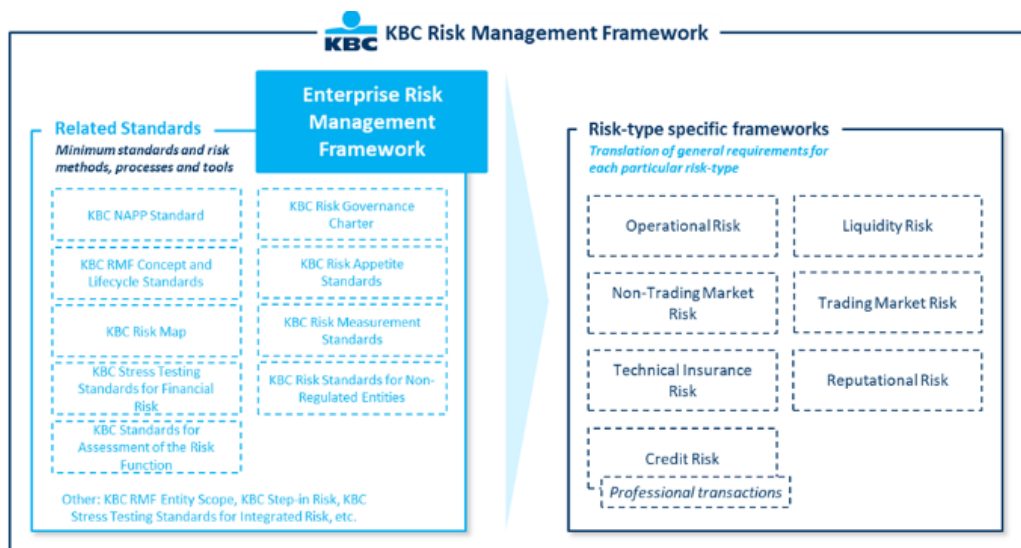 KBC
KBC Risk Management Framework
Enterprise Risk
Management
Framework
Related Standards
Minimum standards and risk
methods, processes and tools
KBC NAPP Standard
KBC Risk Governance
Charter
KBC RMF Concept and
Lifecycle Standards
KBC Risk Appetite
Standards
KBC Risk Map
KBC Risk Measurement
Standards
KBC Stress Testing
Standards for Financial
Risk
KBC Risk Standards for Non-
Regulated Entities
KBC Standards for
Assessment of the Risk
Function
Other: KBC RMF Entity Scope, KBC Step-in Risk, KBC
Stress Testing Standards for Integrated Risk, etc.
Risk-type specific frameworks
Translation of general requirements for
each particular risk-type
Operational Risk
Liquidity Risk
Non-Trading Market
Risk
Trading Market Risk
Technical Insurance
Risk
Reputational Risk
Credit Risk
Professional transactions